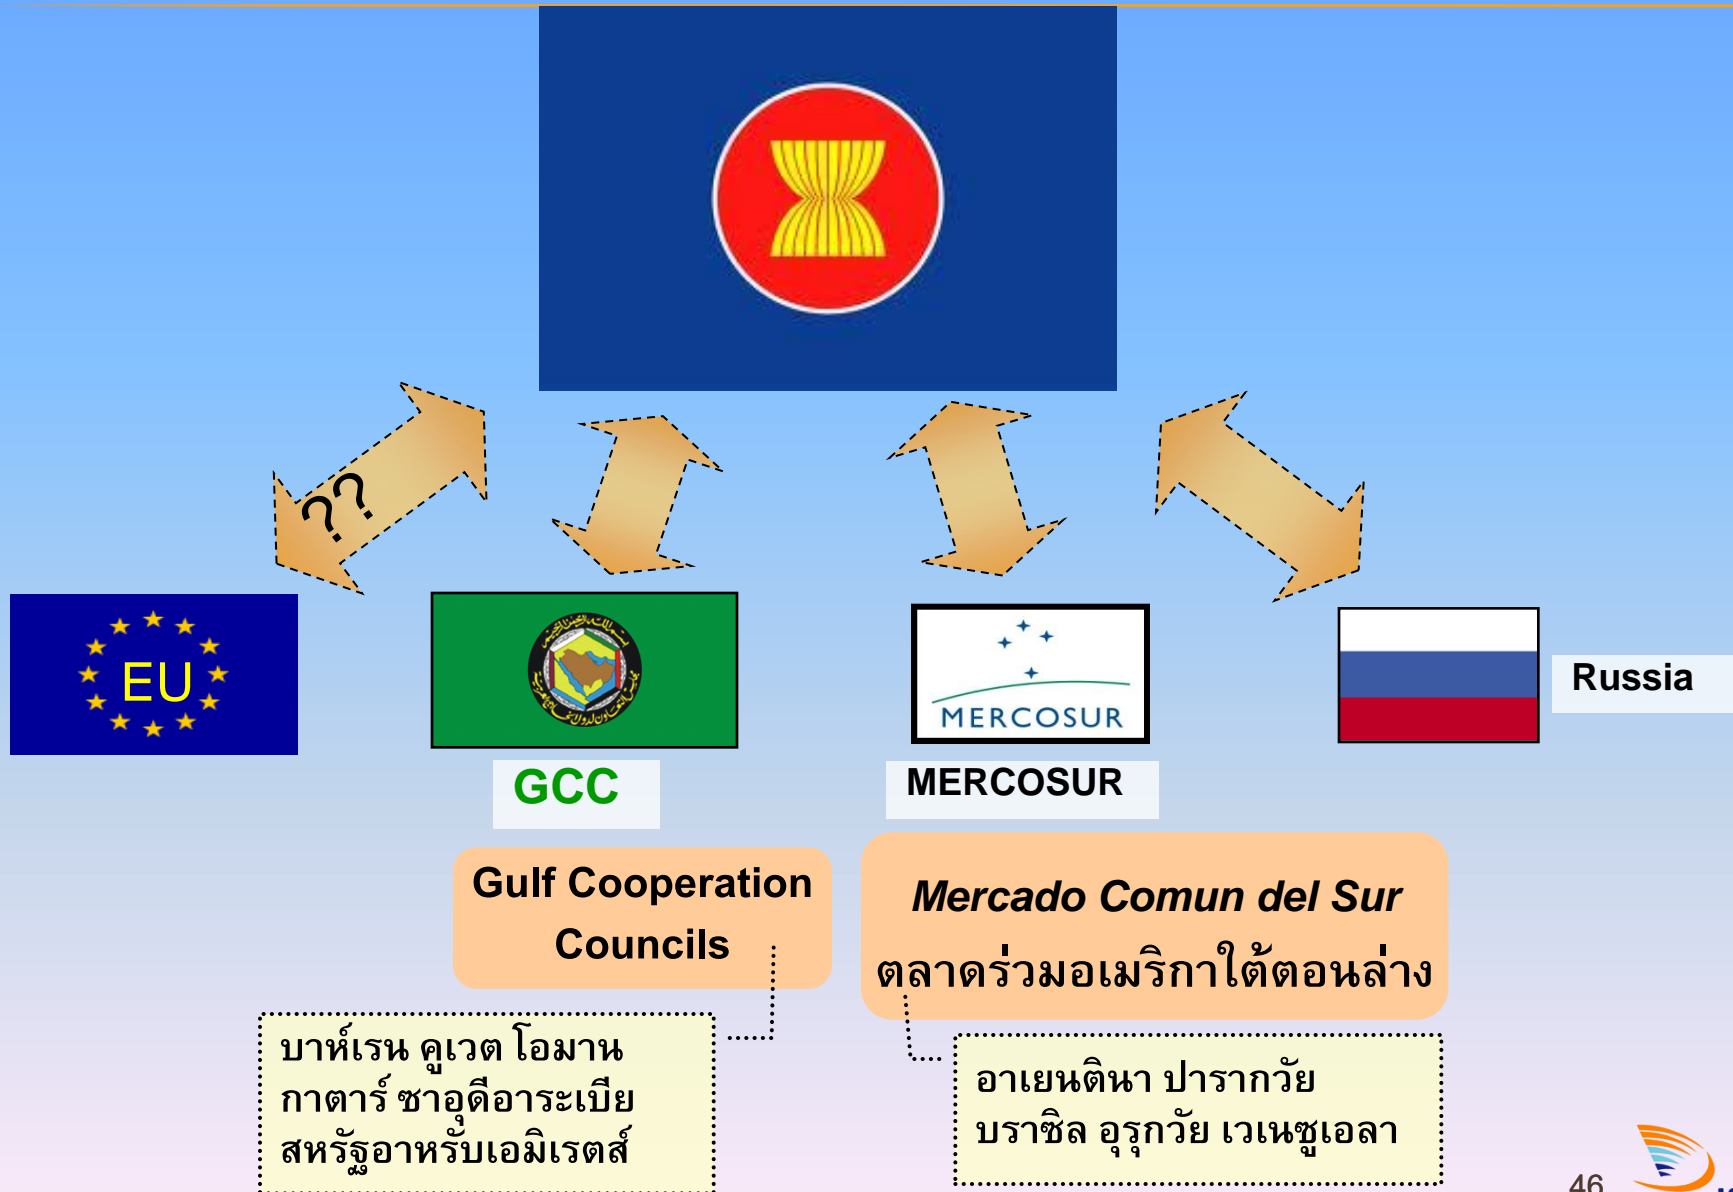 ??
EU
MERCOSUR
Russia
GCC
MERCOSUR
Gulf Cooperation
Councils
Mercado Comun del Sur
ตลาดร่วมอเมริกาใต้ตอนล่าง
บาห์เรน คูเวต โอมาน
กาตาร์ ซาอุดีอาระเบีย
สหรัฐอาหรับเอมิเรตส์
อาเยนตินา ปารากวัย
บราซิล อุรุกวัย เวเนซูเอลา
46